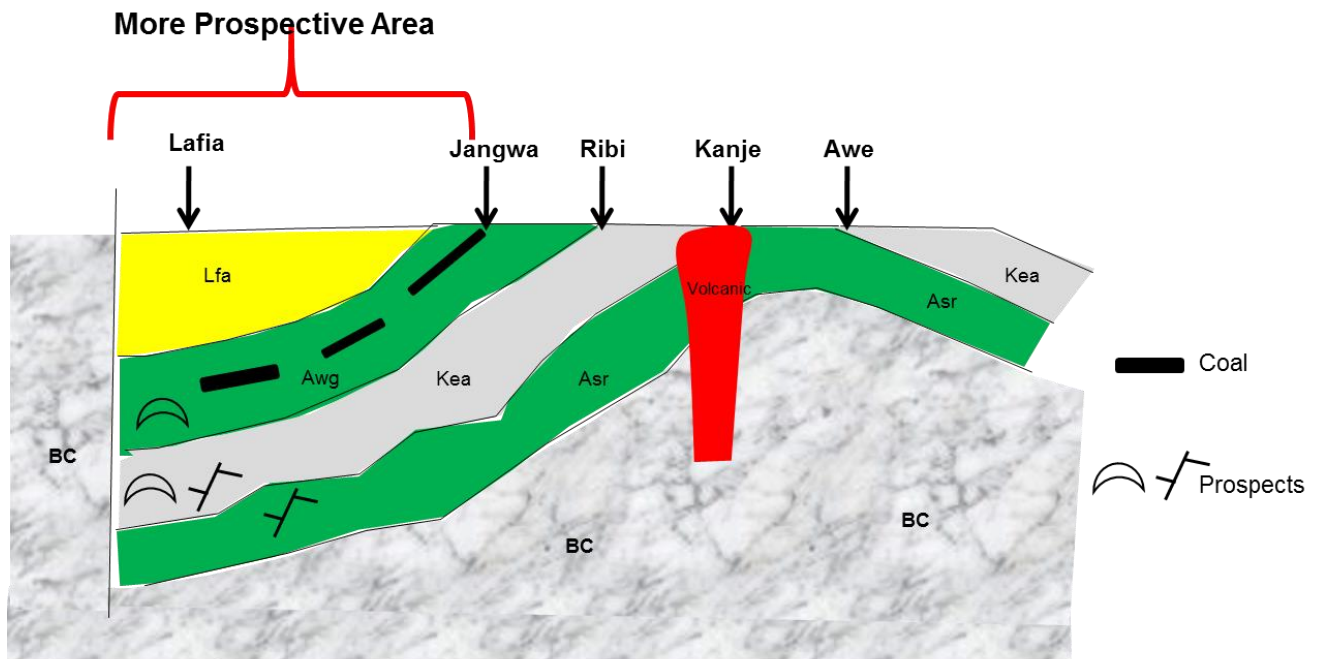 More Prospective Area
Lafia
Jangwa
Ribi
Kanje
Awe
Lfa
Volcanic
Kea
Asr
Awg
Kea
Asr
Coal
BC
Prospects
BC
BC